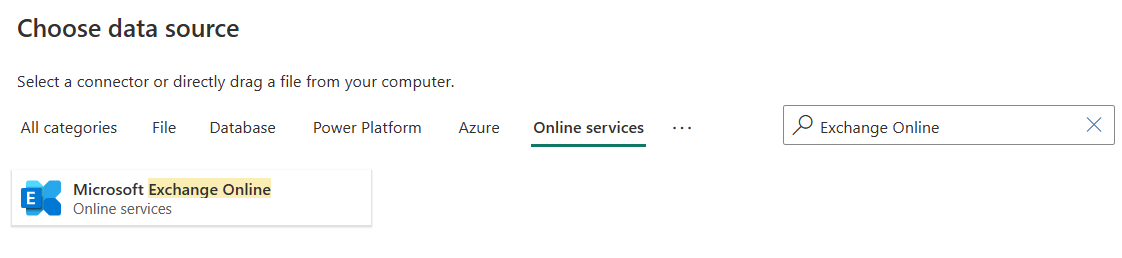 Choose data source
Select a connector or directly drag a file from your computer.
All categories File Database Power Platform Azure Online services ... Exchange Online
E Microsoft Exchange Online
Online services